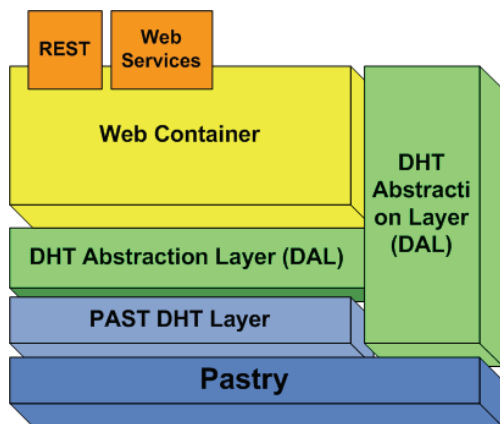 REST
Web
Services
Web Container
DHT
Abstracti
on Layer
(DAL)
DHT Abstraction Layer (DAL)
PAST DHT Layer
Pastry